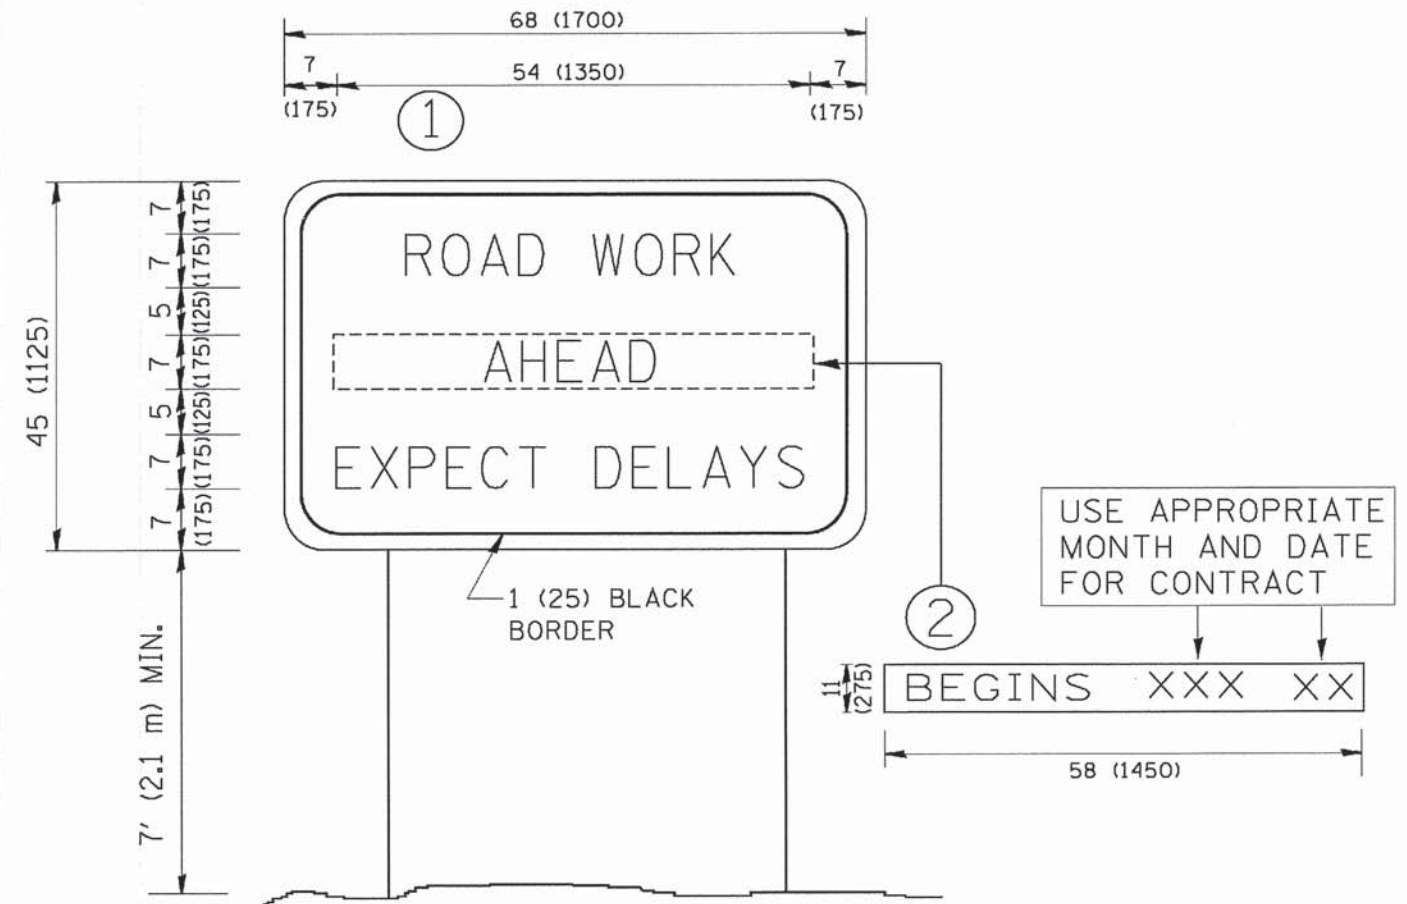 68 (1700)
7
54 (1350)
7
(175)
(175)
1
7
(175)
7
(175)
5
(125)
7
(175)
5
(125)
7
(175)
7
(175)
45 (1125)
ROAD WORK
AHEAD
EXPECT DELAYS
1 (25) BLACK
BORDER
7' (2.1 m) MIN.
2
USE APPROPRIATE
MONTH AND DATE
FOR CONTRACT
11
(275)
BEGINS XXX XX
58 (1450)